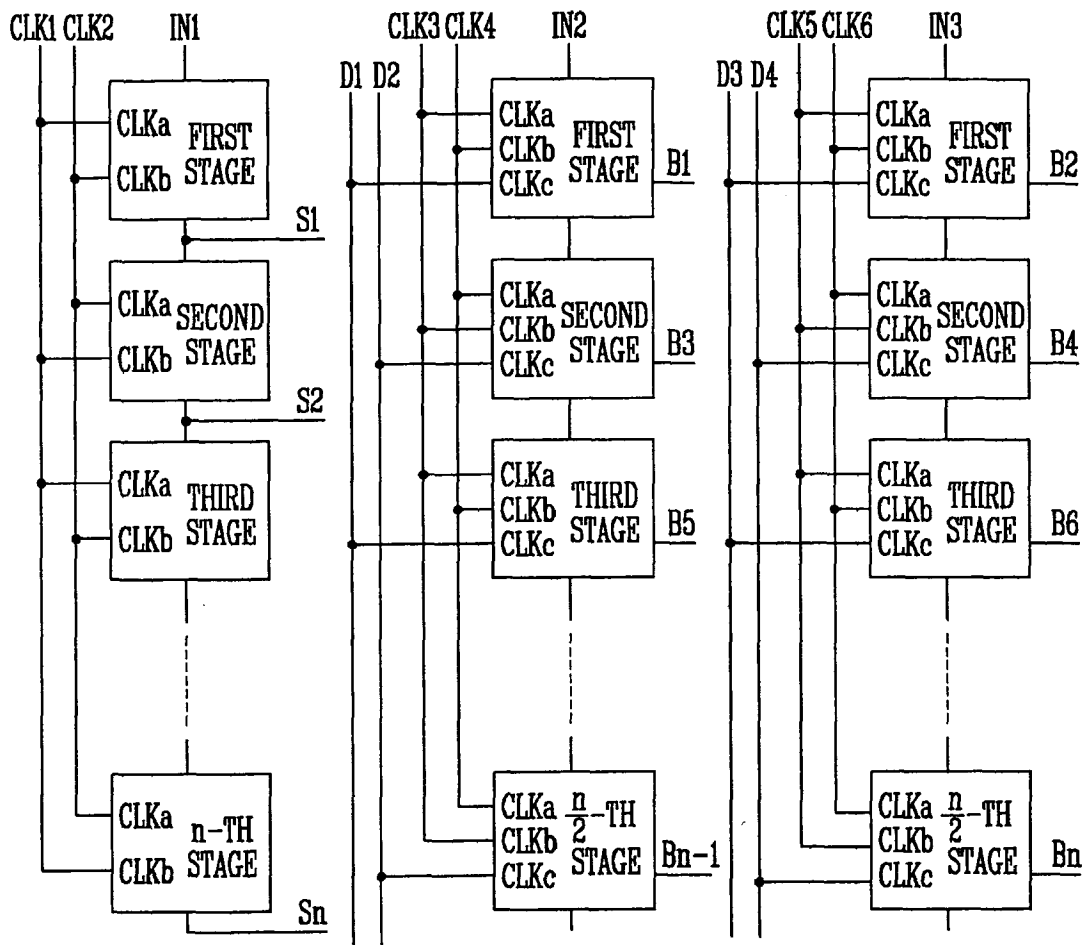 CLK1 CLK2 IN1
CLKa FIRST
CLKb STAGE
S1
CLKa SECOND
CLKb STAGE
S2
CLKa THIRD
CLKb STAGE
CLKa n-TH
CLKb STAGE
Sn
CLK3 CLK4 IN2
D1 D2
CLKa FIRST
CLKb STAGE
CLKc
B1
CLKa
CLKb SECOND
CLKc STAGE
B3
CLKa
CLKb THIRD
CLKc STAGE
B5
CLKa n/2-TH
CLKb STAGE
CLKc
Bn-1
CLK5 CLK6 IN3
D3 D4
CLKa FIRST
CLKb STAGE
CLKc
B2
CLKa
CLKb SECOND
CLKc STAGE
B4
CLKa
CLKb THIRD
CLKc STAGE
B6
CLKa n/2-TH
CLKb STAGE
CLKc
Bn